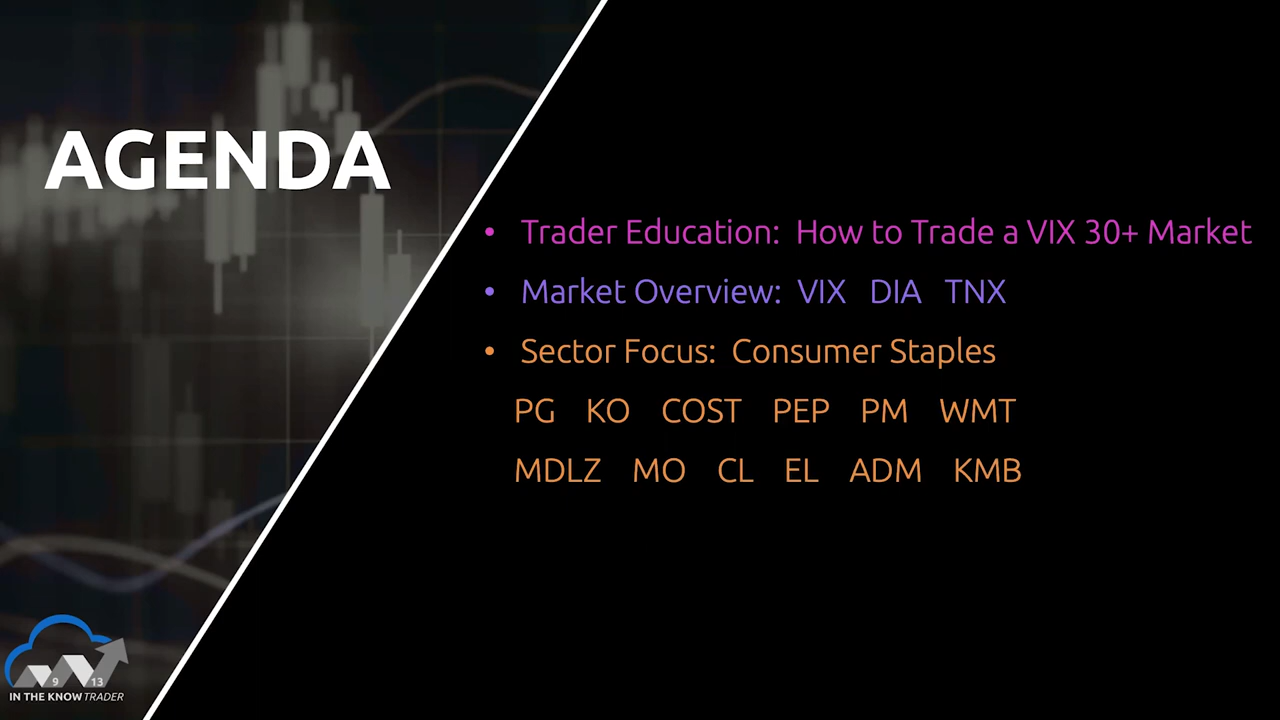 AGENDA
• Trader Education: How to Trade a VIX 30+ Market
• Market Overview: VIX DIA TNX
• Sector Focus: Consumer Staples
PG KO COST PEP PM WMT
MDLZ MO CL EL ADM KMB
9 13
IN THE KNOW TRADER